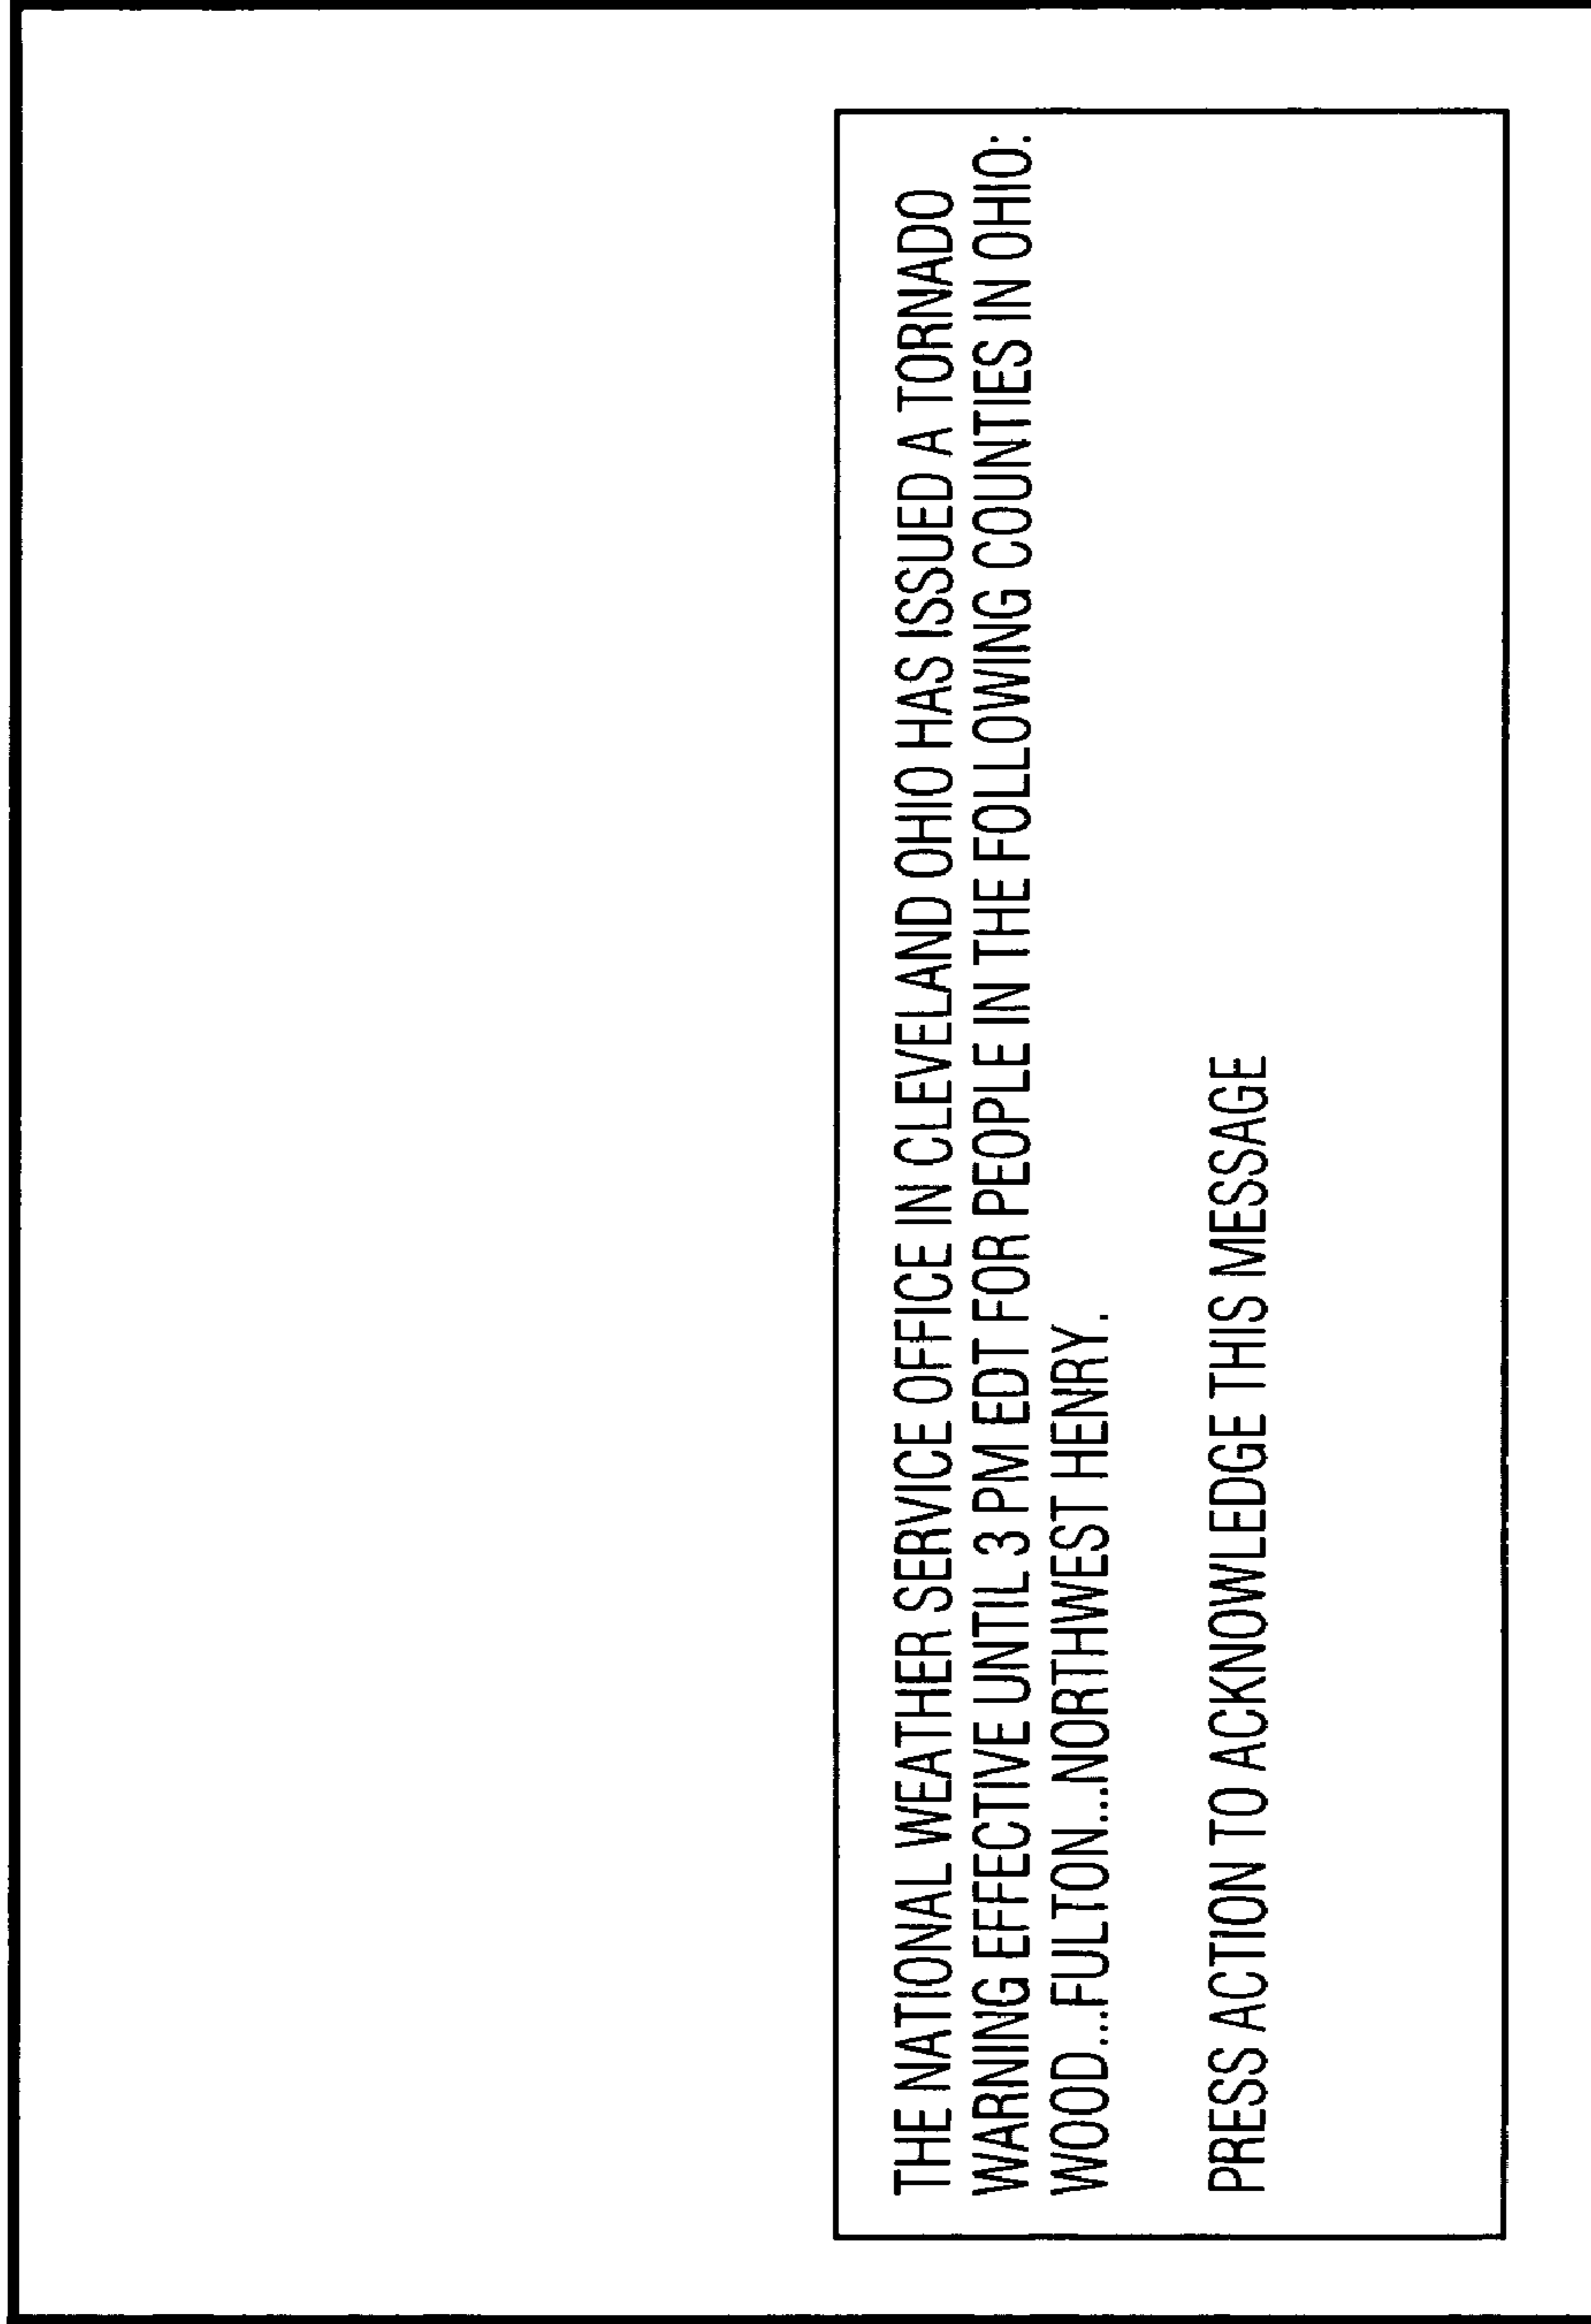 THE NATIONAL WEATHER SERVICE OFFICE IN CLEVELAND OHIO HAS ISSUED A TORNADO
WARNING EFFECTIVE UNTIL 3 PM EDT FOR PEOPLE IN THE FOLLOWING COUNTIES IN OHIO:
WOOD...FULTON...NORTHWEST HENRY.
PRESS ACTION TO ACKNOWLEDGE THIS MESSAGE